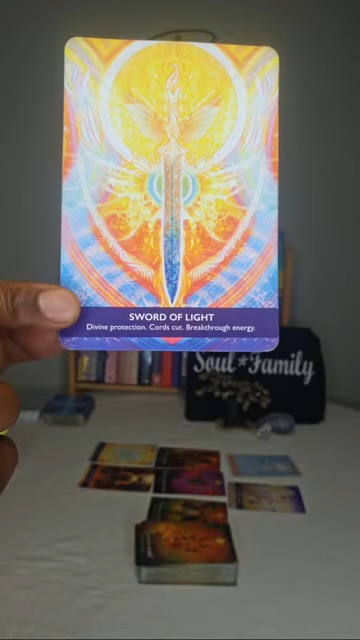 SWORD OF LIGHT
Divine protection. Cords cut. Breakthrough energy.
Soul*Family